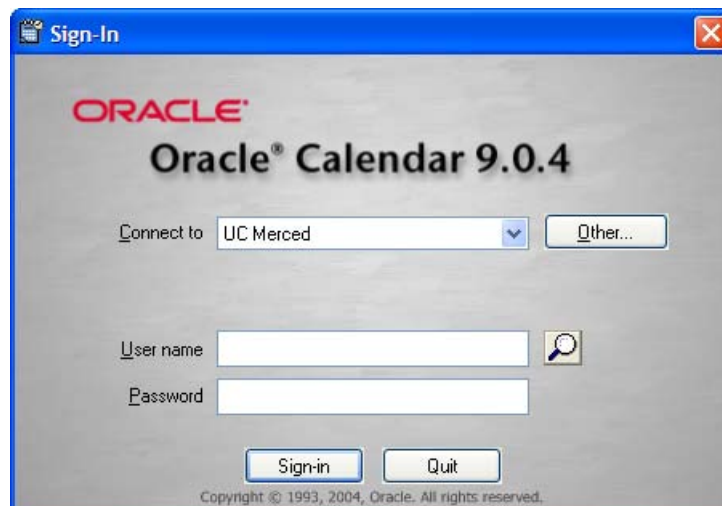 Sign-In
ORACLE®
Oracle® Calendar 9.0.4
Connect to UC Merced Other...
User name
Password
Sign-in Quit
Copyright © 1993, 2004, Oracle. All rights reserved.